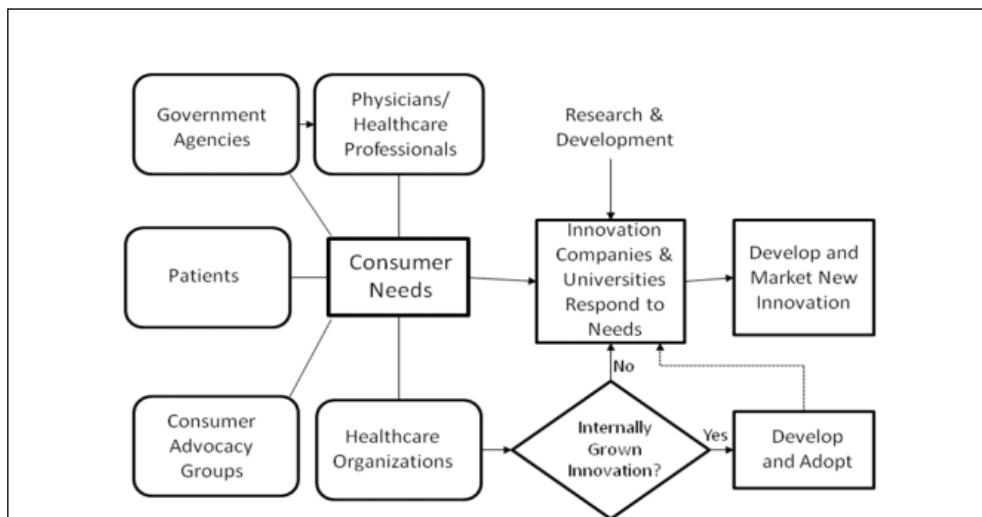 Government
Agencies
Physicians/
Healthcare
Professionals
Research &
Development
Patients
Consumer
Needs
Innovation
Companies &
Universities
Respond to
Needs
Develop and
Market New
Innovation
No
Consumer
Advocacy
Groups
Healthcare
Organizations
Internally
Grown
Innovation?
Yes
Develop
and Adopt